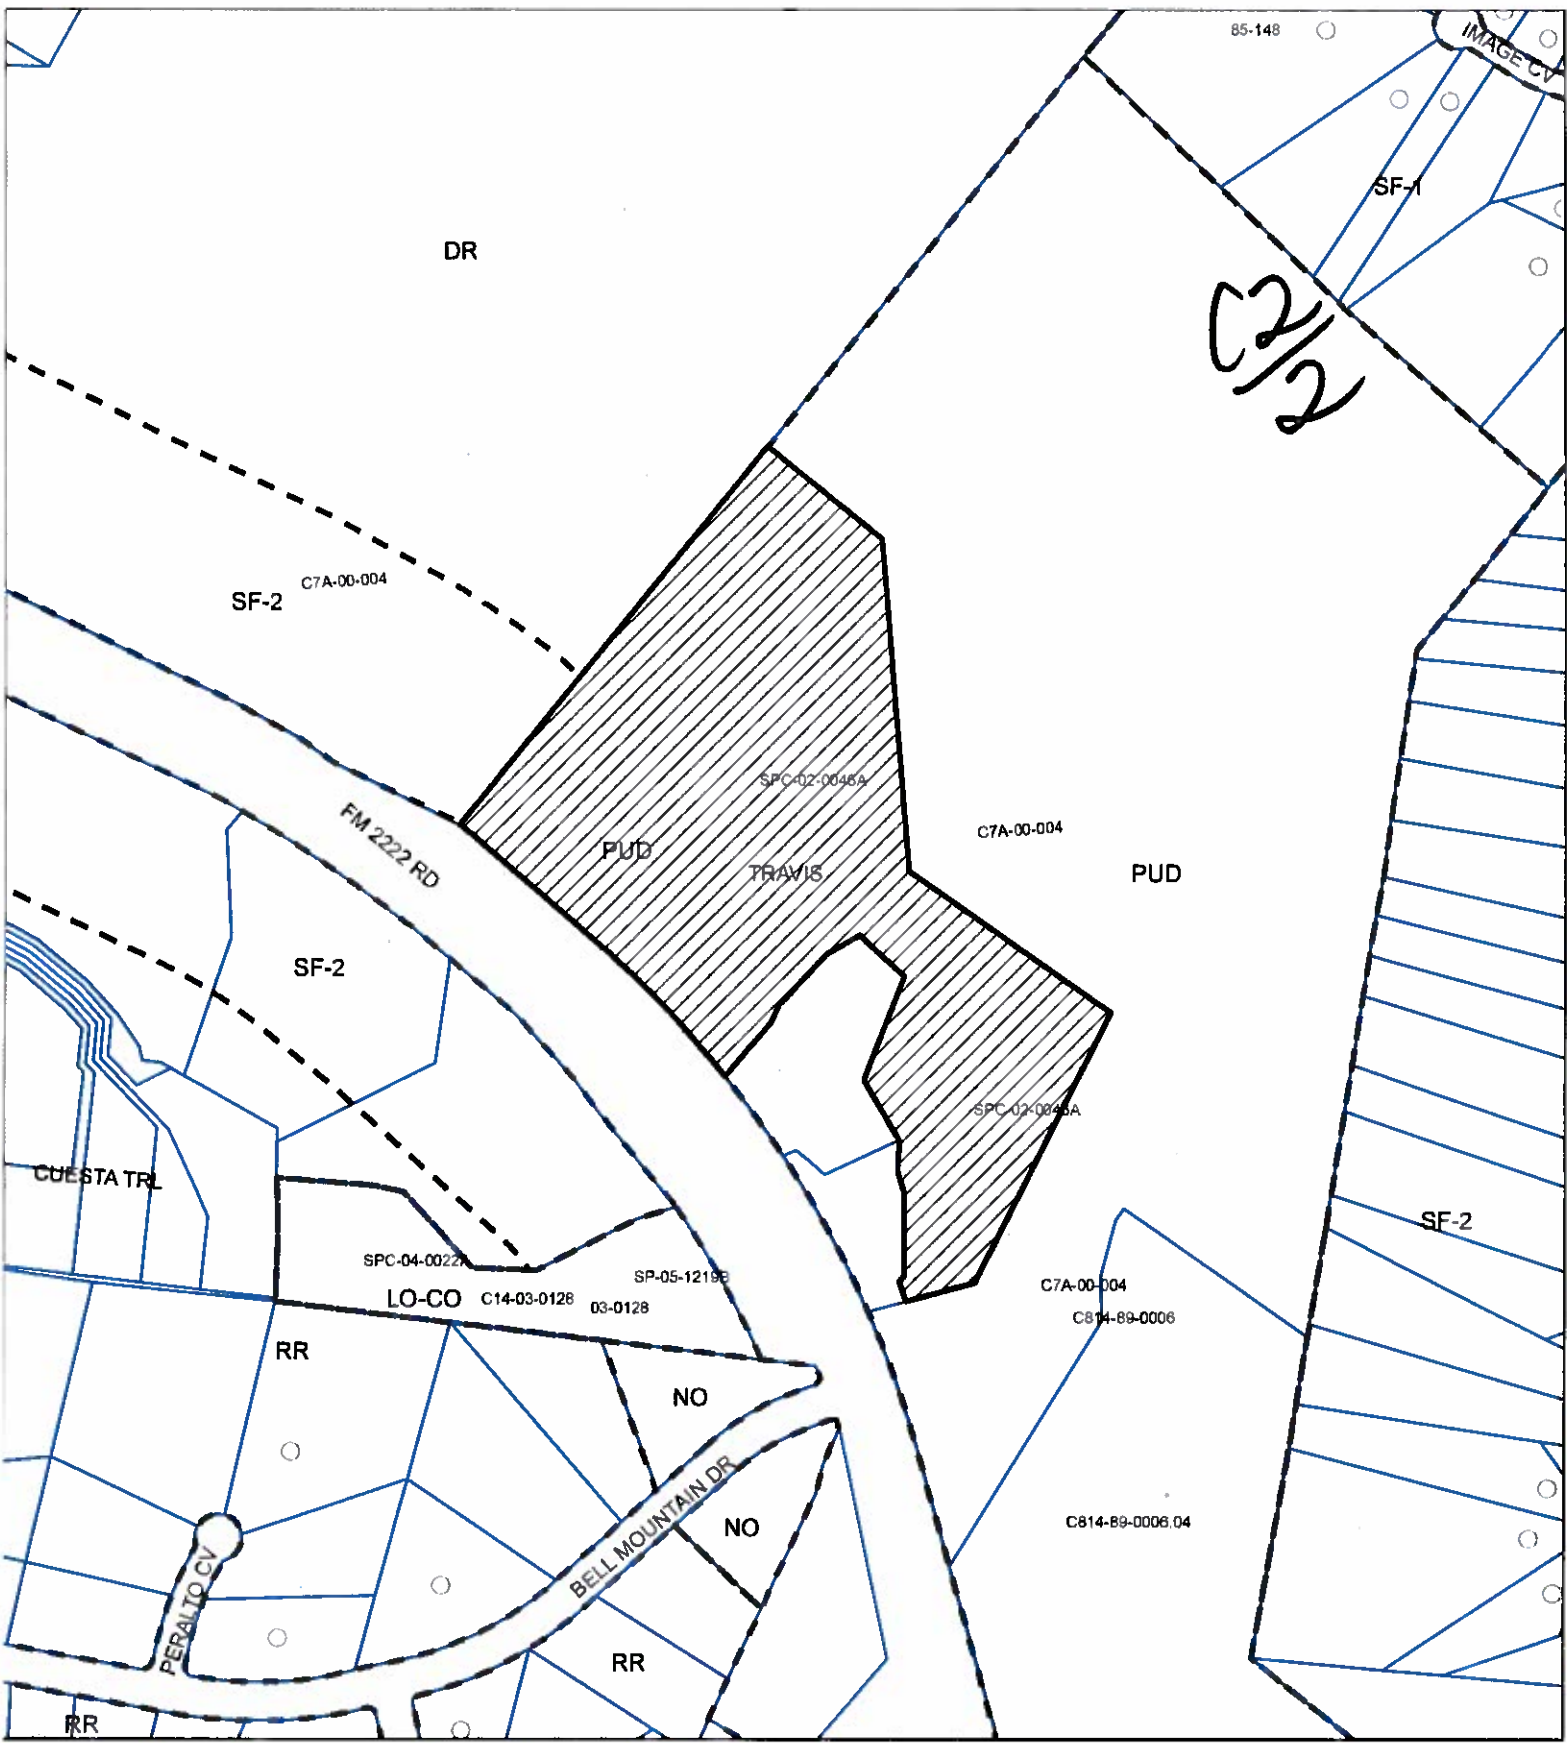 85-148
IMAGE CV
SF-1
DR
C2/2
C7A-00-004
SF-2
SPC-02-0046A
FM 2222 RD
PUD
TRAVIS
C7A-00-004
PUD
SF-2
SPC-02-0046A
CUESTA TRL
SF-2
SPC-04-0022A
SP-05-1219B
C7A-00-004
LO-CO
C14-03-0128
03-0128
C814-89-0006
RR
NO
BELL MOUNTAIN DR
NO
C814-89-0006.04
PERALTO CV
RR
RR